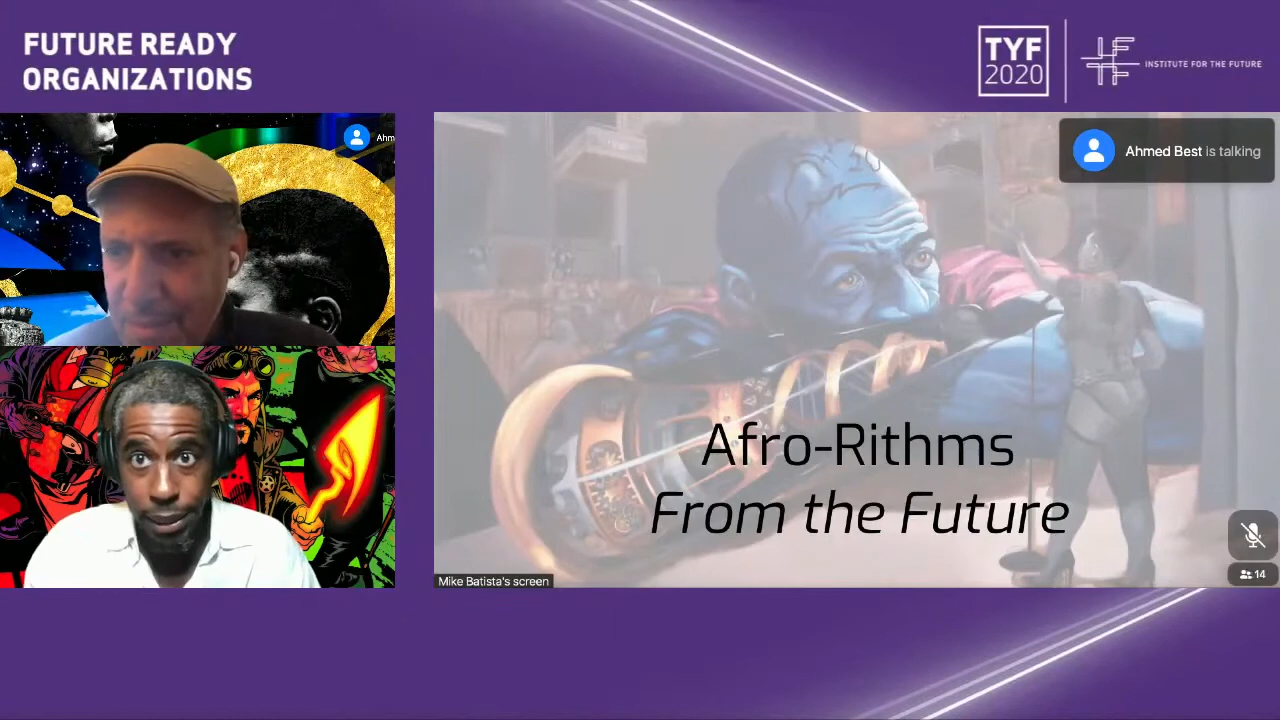 FUTURE READY
ORGANIZATIONS
TYF
2020
INSTITUTE FOR THE FUTURE
Ahm
Ahmed Best is talking
Afro-Rithms
From the Future
Mike Batista's screen
14